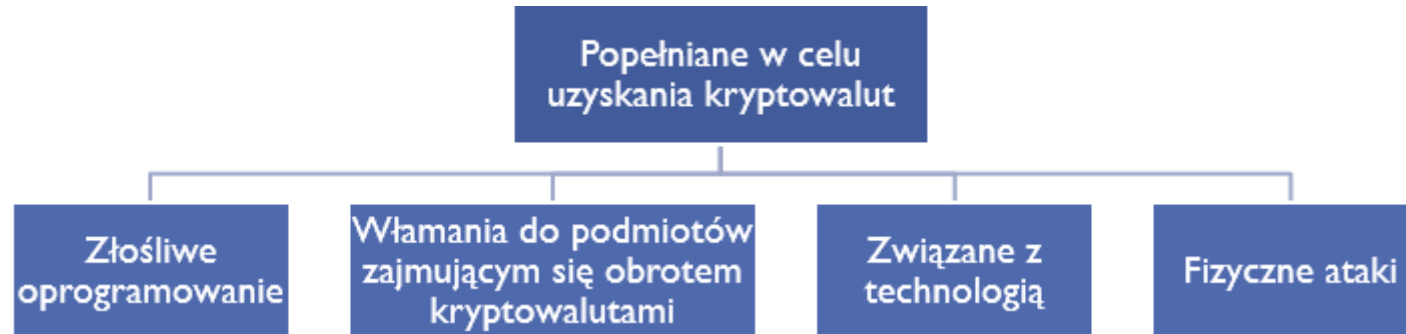 Popełniane w celu
uzyskania kryptowalut
Złośliwe
oprogramowanie
Włamania do podmiotów
zajmującym się obrotem
kryptowalutami
Związane z
technologią
Fizyczne ataki